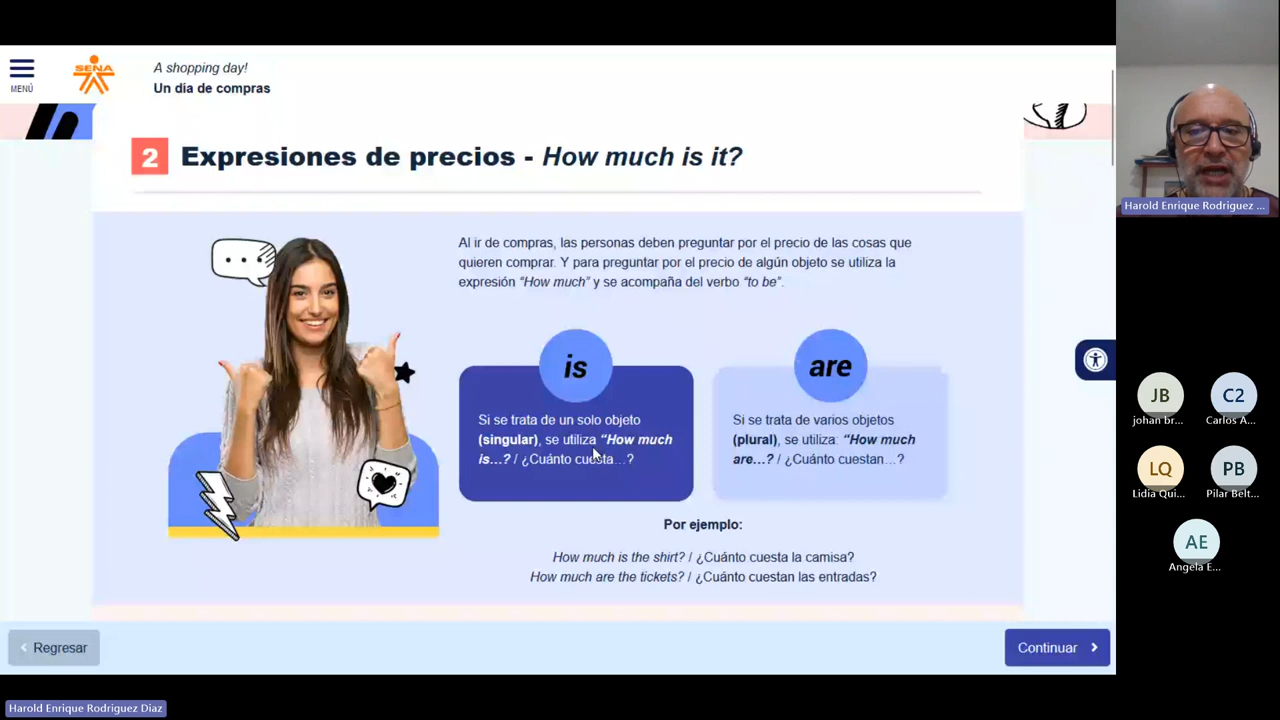 MENÚ
SENA
A shopping day!
Un día de compras
2
Expresiones de precios - How much is it?
Al ir de compras, las personas deben preguntar por el precio de las cosas que
quieren comprar. Y para preguntar por el precio de algún objeto se utiliza la
expresión “How much” y se acompaña del verbo “to be”.
is
Si se trata de un solo objeto
(singular), se utiliza “How much
is...? / ¿Cuánto cuesta...?
are
Si se trata de varios objetos
(plural), se utiliza: “How much
are...? / ¿Cuánto cuestan...?
Por ejemplo:
How much is the shirt? / ¿Cuánto cuesta la camisa?
How much are the tickets? / ¿Cuánto cuestan las entradas?
Regresar
Continuar
Harold Enrique Rodriguez ...
JB
johan br...
C2
Carlos A...
LQ
Lidia Qui...
PB
Pilar Belt...
AE
Angela E...
Harold Enrique Rodriguez Diaz